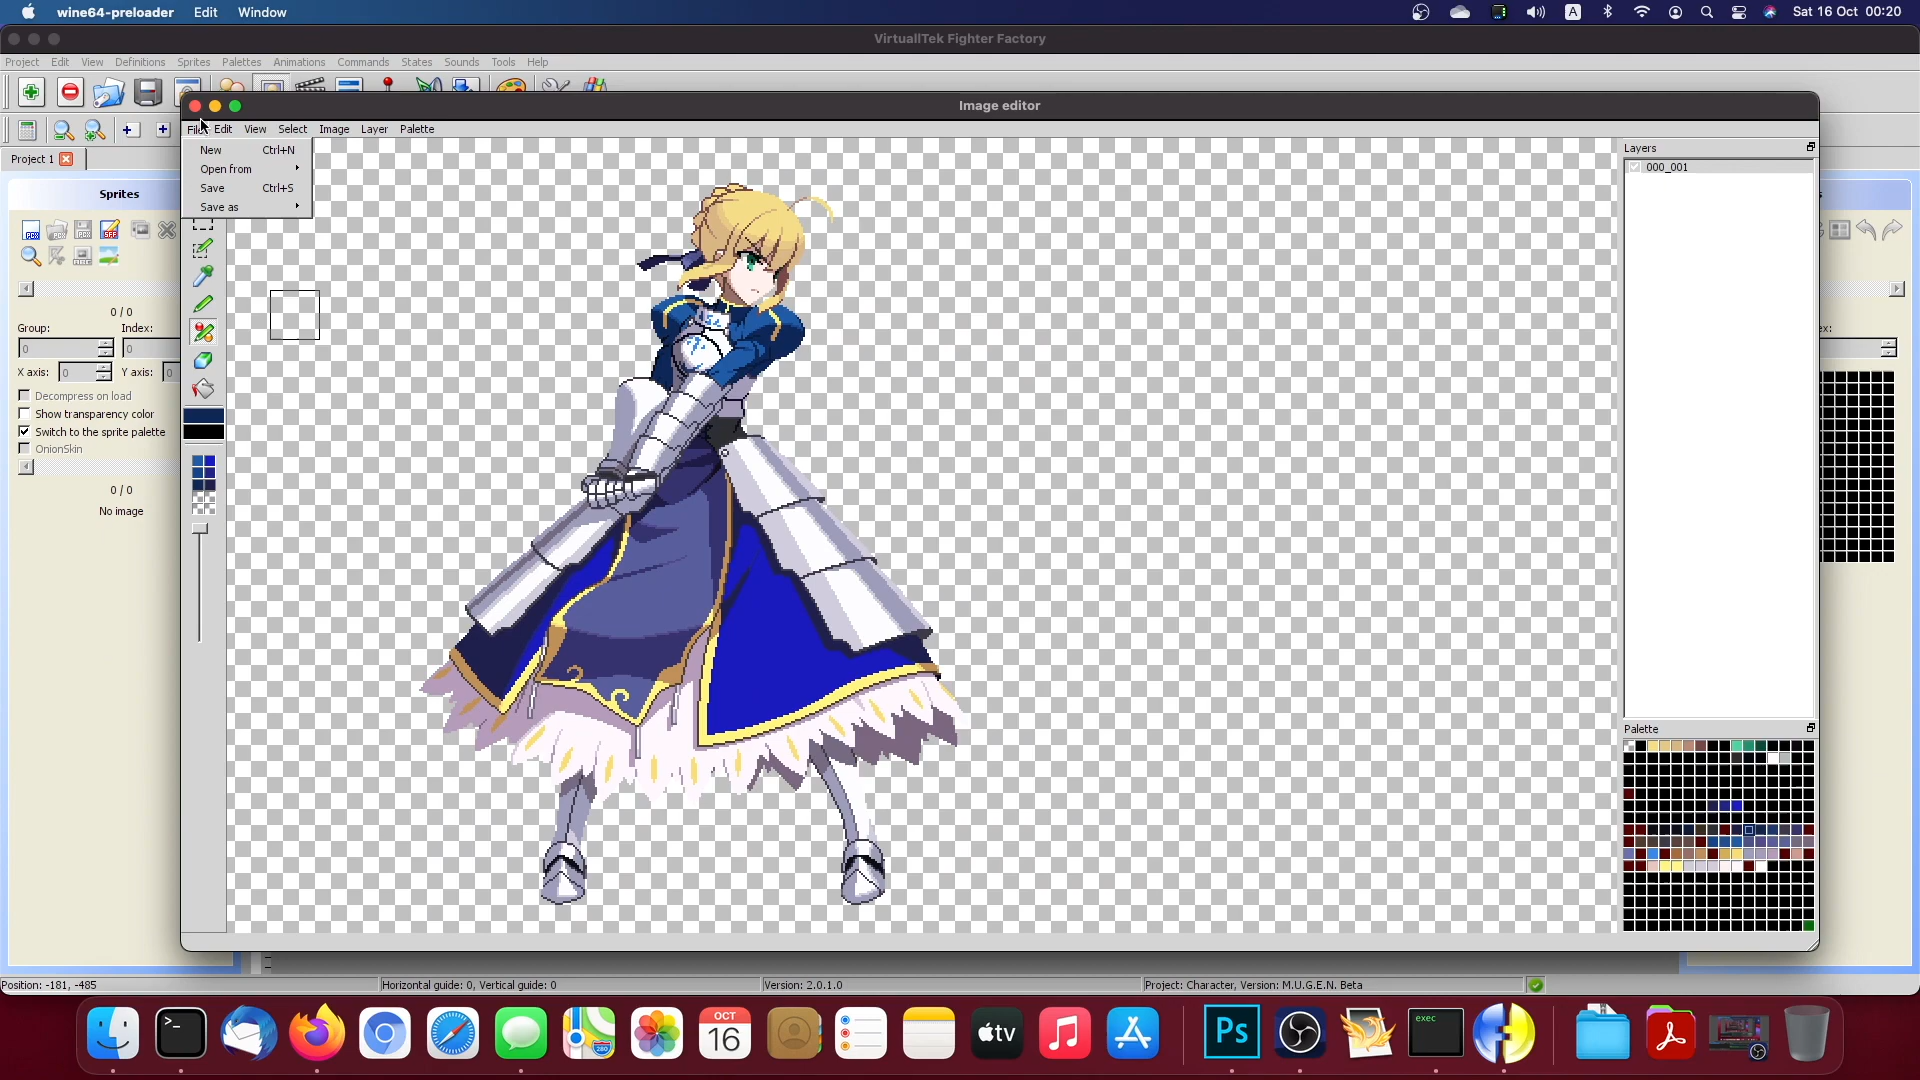 wine64-preloader Edit Window
A
Sat 16 Oct 00:20
VirtuallTek Fighter Factory
Project Edit View Definitions Sprites Palettes Animations Commands States Sounds Tools Help
Image editor
File Edit View Select Image Layer Palette
New Ctrl+N
Open from
Save Ctrl+S
Save as
Project 1
Sprites
0 / 0
Group: Index:
0 0
X axis: 0 Y axis: 0
Decompress on load
Show transparency color
Switch to the sprite palette
OnionSkin
0 / 0
No image
Layers
000_001
Palette
Position: -181, -485
Horizontal guide: 0, Vertical guide: 0
Version: 2.0.1.0
Project: Character, Version: M.U.G.E.N. Beta
OCT
16
tv
Ps
exec